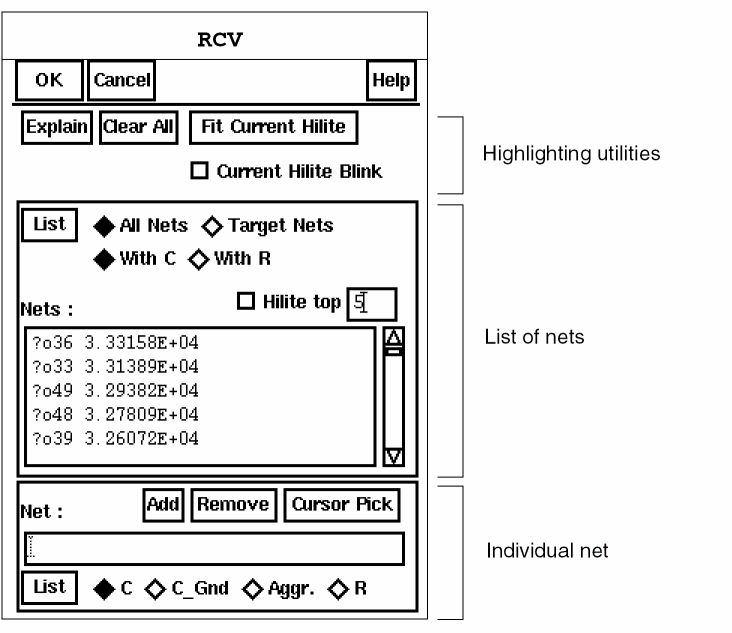 RCV
OK Cancel Help
Explain Clear All Fit Current Hilite
Current Hilite Blink
Highlighting utilities
List All Nets Target Nets
With C With R
Nets : Hilite top 5
?o36 3.33158E+04
?o33 3.31389E+04
?o49 3.29382E+04
?o48 3.27809E+04
?o39 3.26072E+04
List of nets
Net : Add Remove Cursor Pick
List C C_Gnd Aggr. R
Individual net